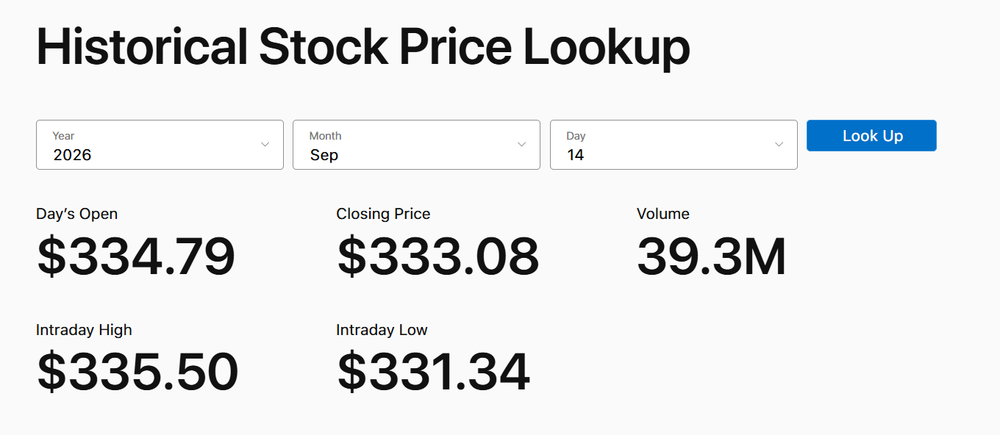 Historical Stock Price Lookup
Year
2026
Month
Sep
Day
14
Look Up
Day’s Open
$334.79
Closing Price
$333.08
Volume
39.3M
Intraday High
$335.50
Intraday Low
$331.34